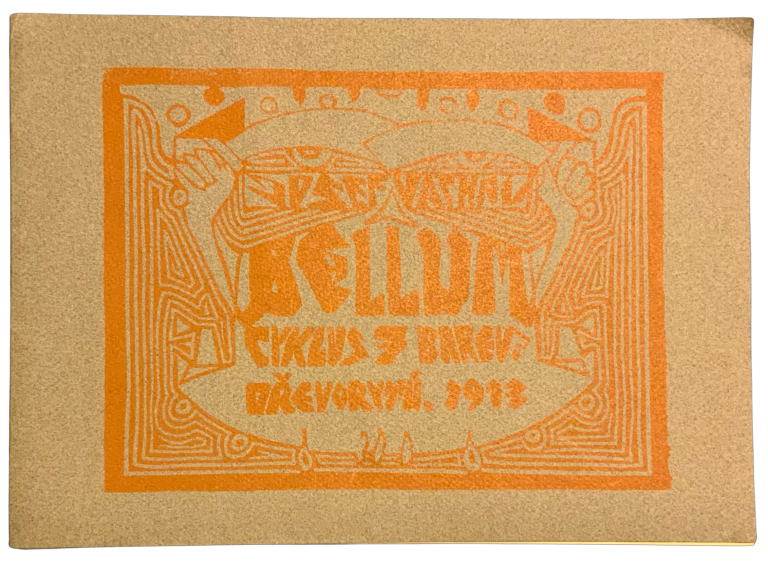 JOSEF VÁCHAL
BELLUM
CYKLUS 7 BAREV:
DŘEVORYTŮ. 1913